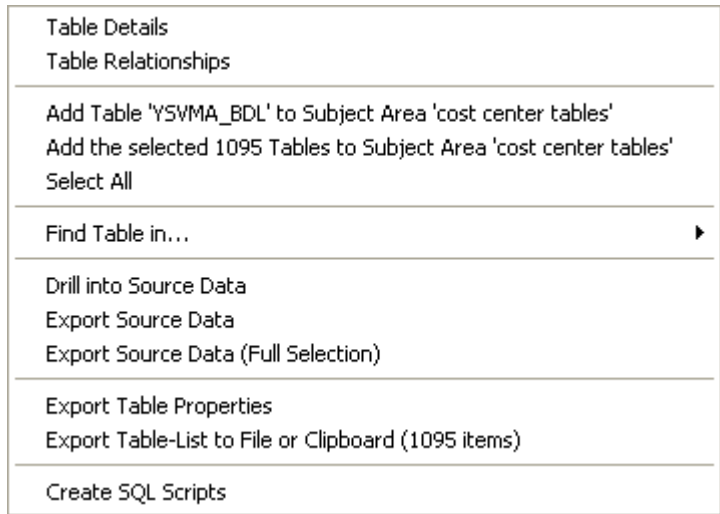 Table Details
Table Relationships
Add Table 'YSVMA_BDL' to Subject Area 'cost center tables'
Add the selected 1095 Tables to Subject Area 'cost center tables'
Select All
Find Table in...
Drill into Source Data
Export Source Data
Export Source Data (Full Selection)
Export Table Properties
Export Table-List to File or Clipboard (1095 items)
Create SQL Scripts